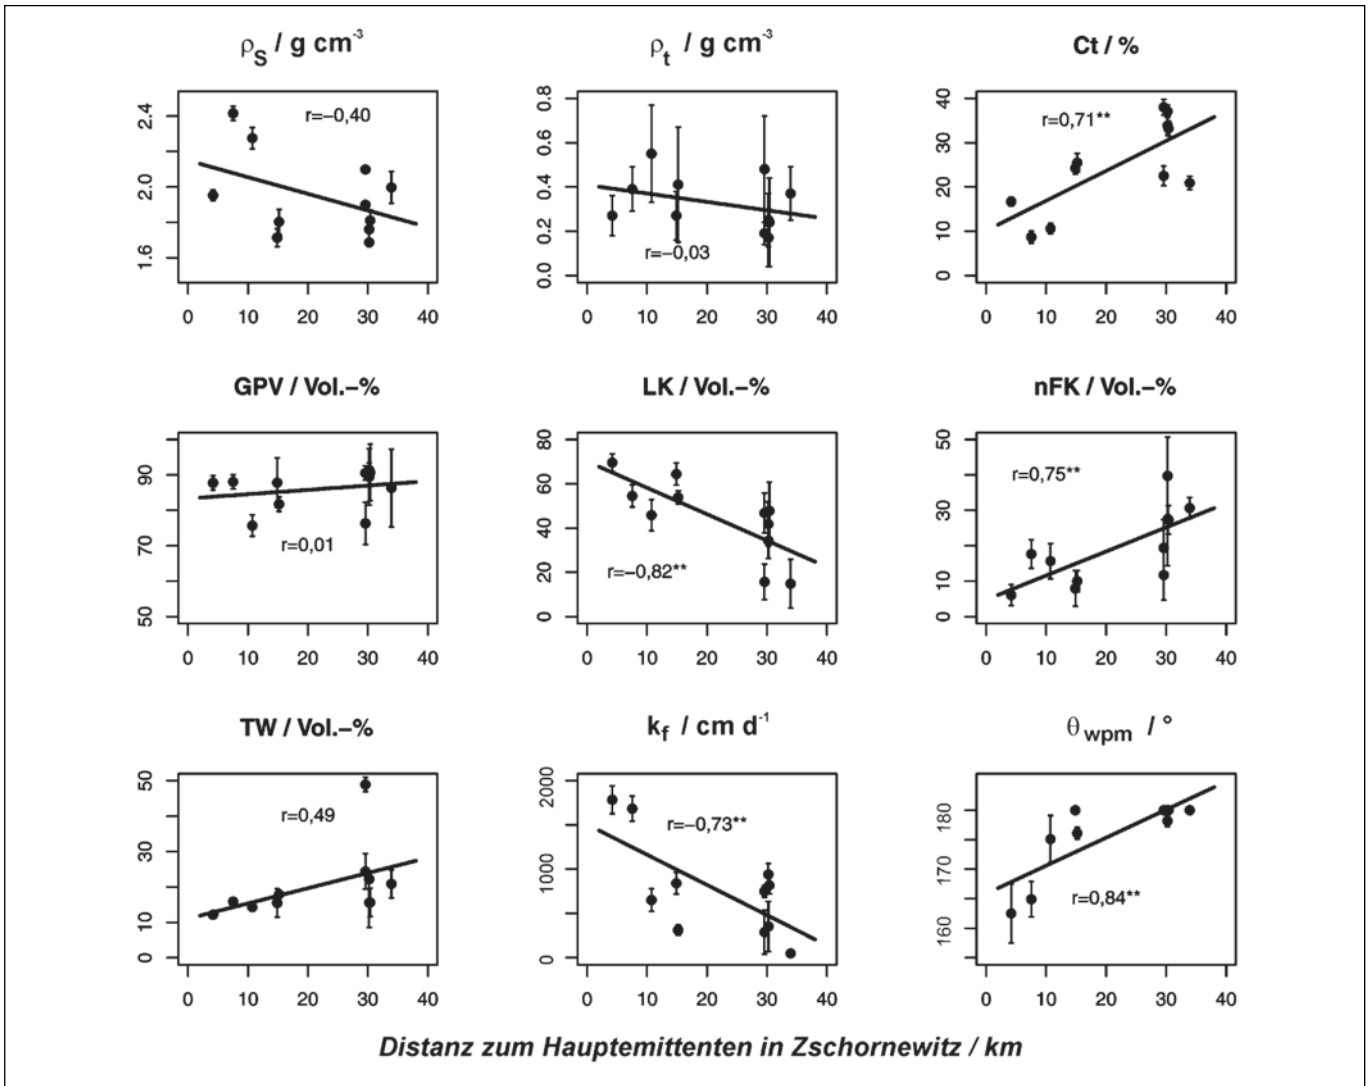 ρS / g cm-3
ρt / g cm-3
Ct / %
r=−0,40
r=−0,03
r=0,71**
1.6 2.0 2.4
0.0 0.2 0.4 0.6 0.8
0 10 20 30 40
0 10 20 30 40
0 10 20 30 40
0 10 20 30 40
GPV / Vol.−%
LK / Vol.−%
nFK / Vol.−%
r=0,01
r=−0,82**
r=0,75**
50 70 90
0 20 40 60 80
0 10 30 50
0 10 20 30 40
0 10 20 30 40
0 10 20 30 40
TW / Vol.−%
kf / cm d-1
θwpm / °
r=0,49
r=−0,73**
r=0,84**
0 10 30 50
0 1000 2000
160 170 180
0 10 20 30 40
0 10 20 30 40
0 10 20 30 40
Distanz zum Hauptemittenten in Zschornewitz / km